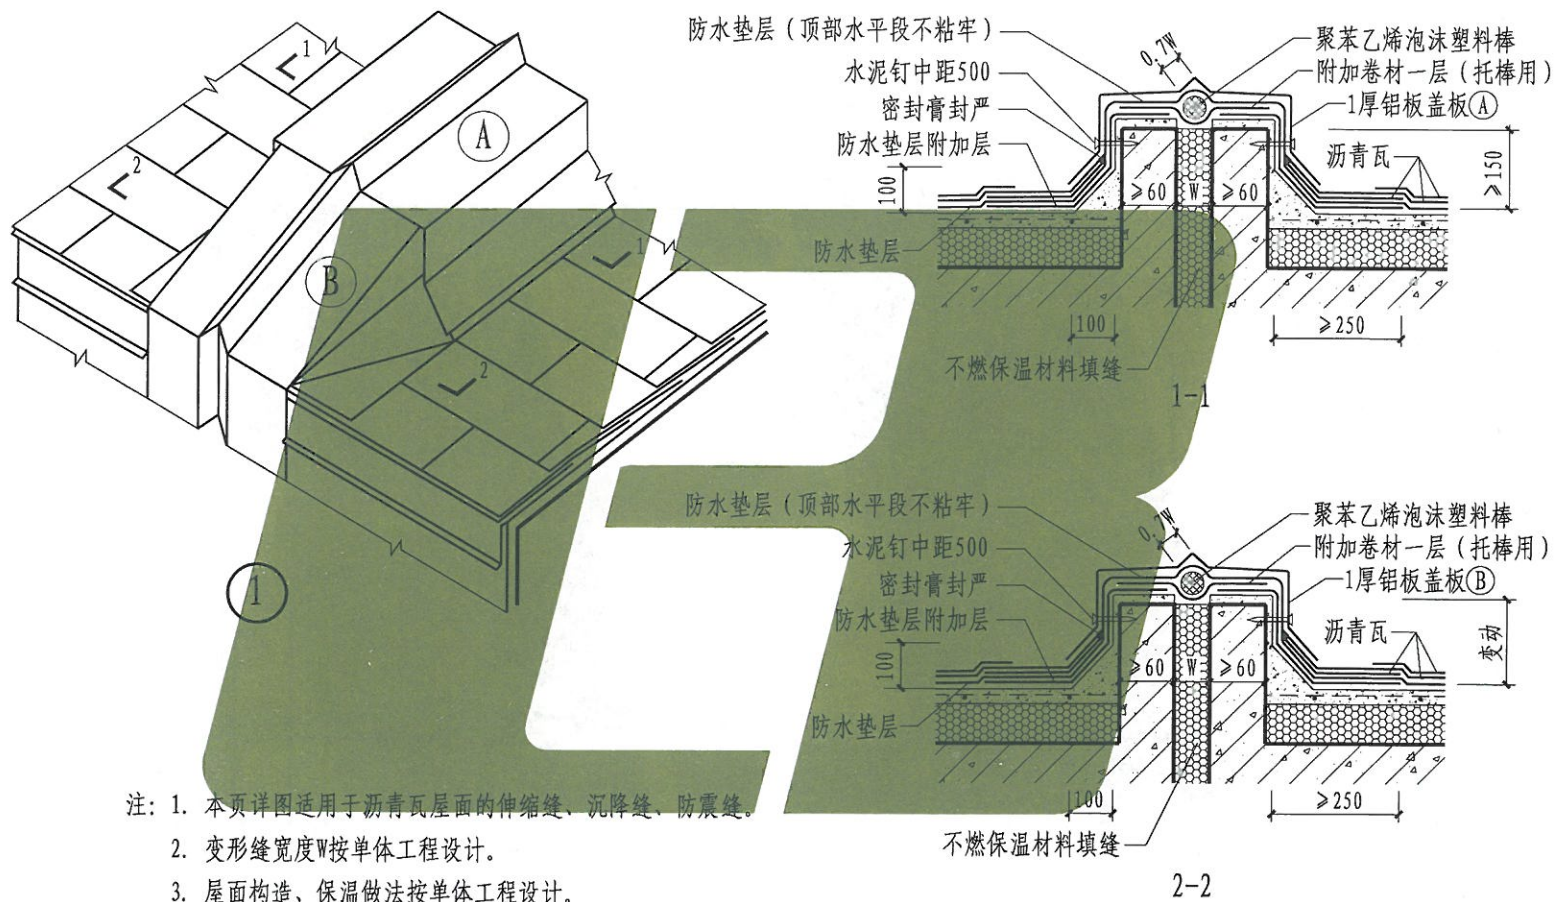 1
2
A
B
1
2
1
防水垫层（顶部水平段不粘牢）
水泥钉中距500
密封膏封严
防水垫层附加层
100
防水垫层
0.7W
聚苯乙烯泡沫塑料棒
附加卷材一层（托棒用）
1厚铝板盖板Ⓐ
沥青瓦
≥150
≥60
W
≥60
100
≥250
不燃保温材料填缝
1-1
防水垫层（顶部水平段不粘牢）
水泥钉中距500
密封膏封严
防水垫层附加层
100
防水垫层
0.7W
聚苯乙烯泡沫塑料棒
附加卷材一层（托棒用）
1厚铝板盖板Ⓑ
沥青瓦
变动
≥60
W
≥60
100
≥250
不燃保温材料填缝
2-2
注：1. 本页详图适用于沥青瓦屋面的伸缩缝、沉降缝、防震缝。
2. 变形缝宽度W按单体工程设计。
3. 屋面构造、保温做法按单体工程设计。